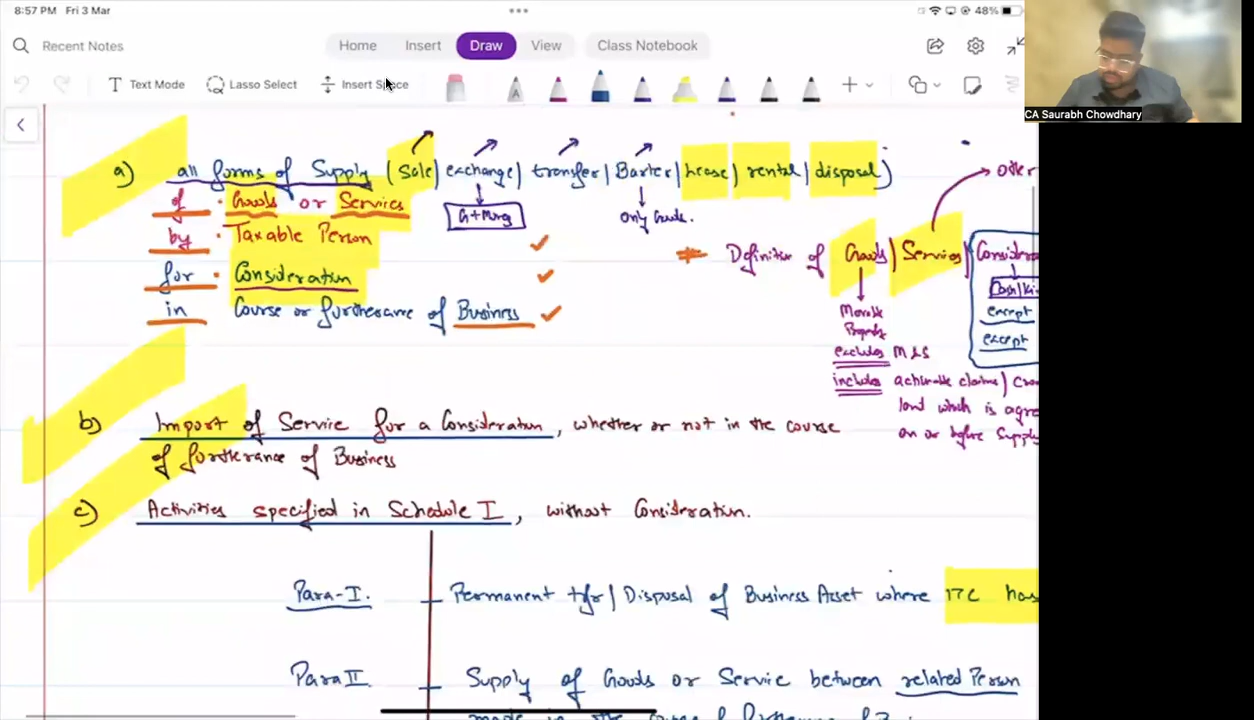 8:57 PM Fri 3 Mar
48%
Recent Notes
Home Insert Draw View Class Notebook
Text Mode Lasso Select Insert Space
CA Saurabh Chowdhary
a) all forms of Supply (Sale| exchange| transfer| Barter| lease| rental| disposal)
of · Goods or Services
only Goods.
by · Taxable Person
for · Consideration
in Course or furtherance of Business
Definition of Goods| Services|
Movable
except
except
excludes M&S
includes actionable claims|
land which is agre
on or before Supply
b) Import of Service for a Consideration, whether or not in the course
of furtherance of Business
c) Activities specified in Schedule I, without Consideration.
Para-I. Permanent tfr| Disposal of Business Asset where ITC has
Para II. Supply of Goods or Service between related Person